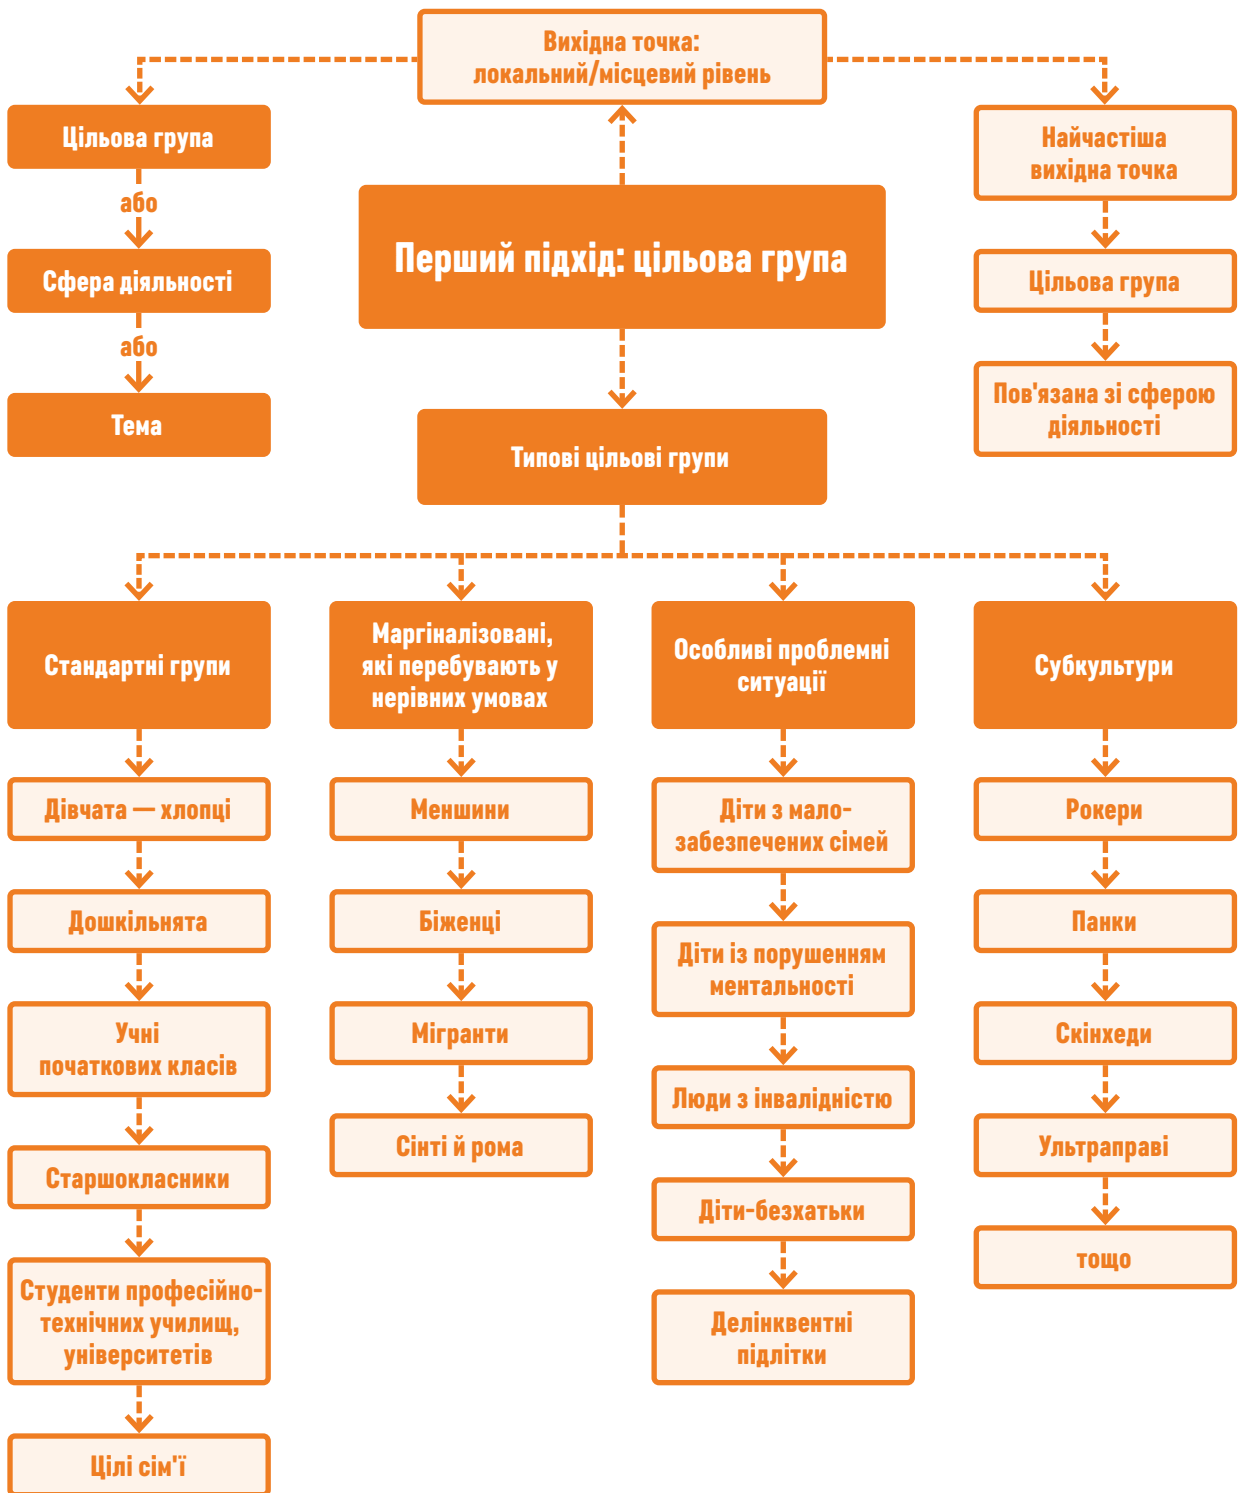 Вихідна точка:
локальний/місцевий рівень
Цільова група
або
Сфера діяльності
або
Тема
Перший підхід: цільова група
Найчастіша
вихідна точка
Цільова група
Пов'язана зі сферою
діяльності
Типові цільові групи
Стандартні групи
Дівчата — хлопці
Дошкільнята
Учні
початкових класів
Старшокласники
Студенти професійно-
технічних училищ,
університетів
Цілі сім'ї
Маргіналізовані,
які перебувають у
нерівних умовах
Меншини
Біженці
Мігранти
Сінті й рома
Особливі проблемні
ситуації
Діти з мало-
забезпечених сімей
Діти із порушенням
ментальності
Люди з інвалідністю
Діти-безхатьки
Делінквентні
підлітки
Субкультури
Рокери
Панки
Скінхеди
Ультраправі
тощо